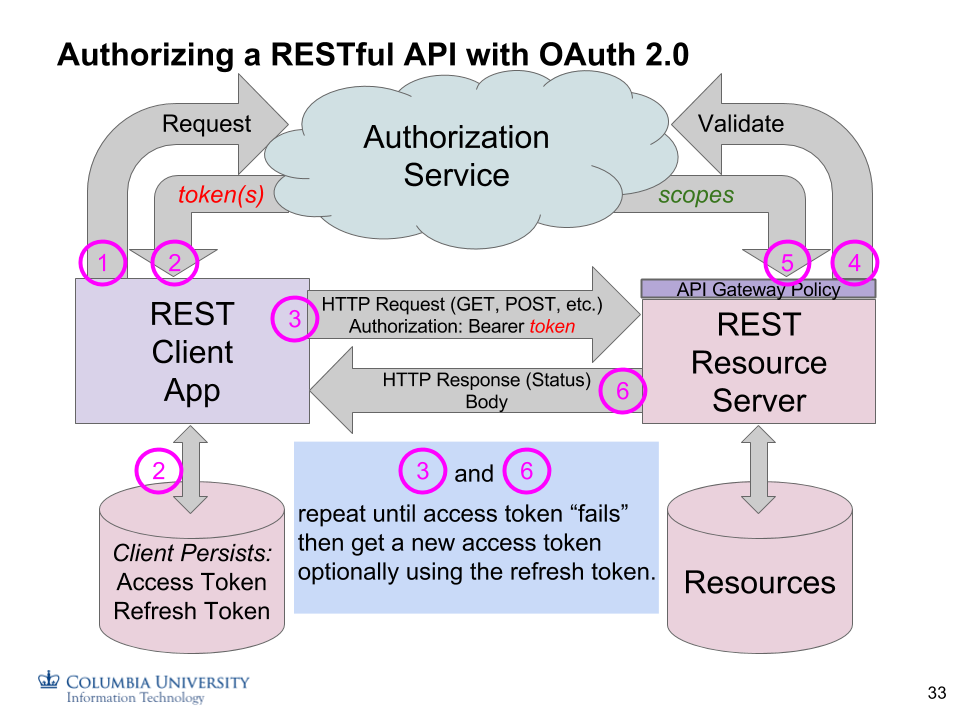 Authorizing a RESTful API with OAuth 2.0
Request
Authorization
Service
Validate
token(s)
scopes
1
2
5
4
API Gateway Policy
REST
Client
App
3
HTTP Request (GET, POST, etc.)
Authorization: Bearer token
REST
Resource
Server
HTTP Response (Status)
Body
6
2
3 and 6
repeat until access token “fails”
then get a new access token
optionally using the refresh token.
Client Persists:
Access Token
Refresh Token
Resources
COLUMBIA UNIVERSITY
Information Technology
33